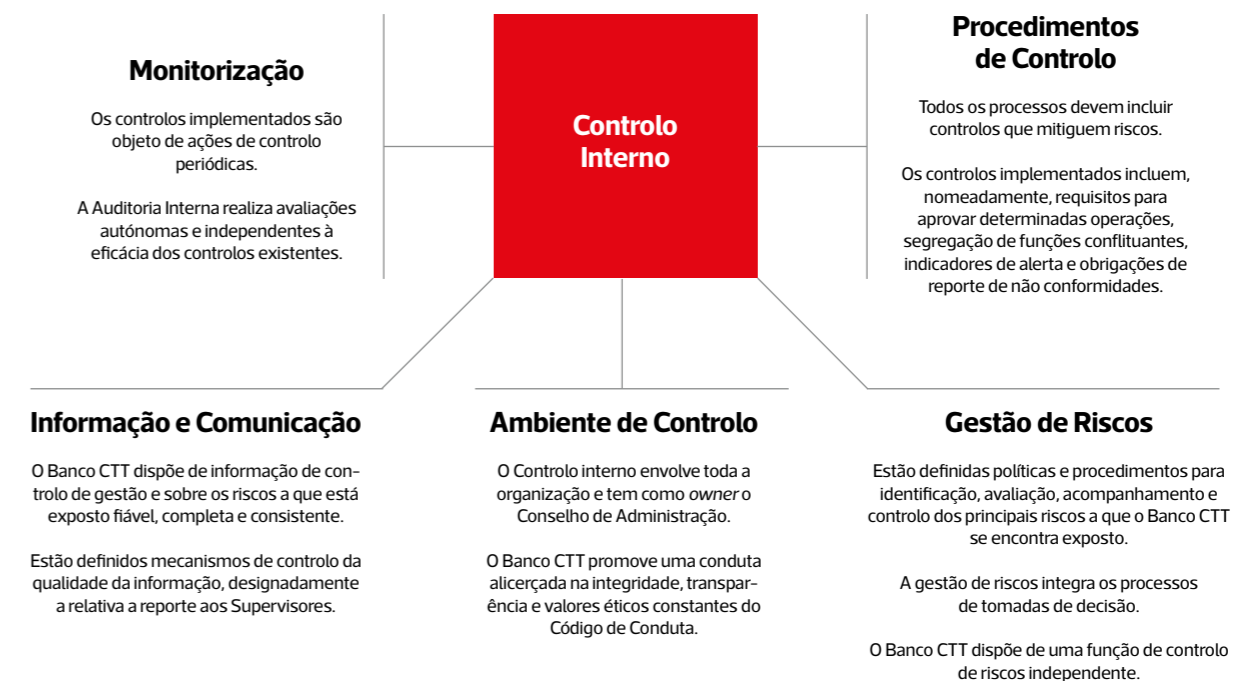 Monitorização
Os controlos implementados são
objeto de ações de controlo
periódicas.
A Auditoria Interna realiza avaliações
autónomas e independentes à
eficácia dos controlos existentes.
Controlo
Interno
Procedimentos
de Controlo
Todos os processos devem incluir
controlos que mitiguem riscos.
Os controlos implementados incluem,
nomeadamente, requisitos para
aprovar determinadas operações,
segregação de funções conflituantes,
indicadores de alerta e obrigações de
reporte de não conformidades.
Informação e Comunicação
O Banco CTT dispõe de informação de con-
trolo de gestão e sobre os riscos a que está
exposto fiável, completa e consistente.
Estão definidos mecanismos de controlo da
qualidade da informação, designadamente
a relativa a reporte aos Supervisores.
Ambiente de Controlo
O Controlo interno envolve toda a
organização e tem como owner o
Conselho de Administração.
O Banco CTT promove uma conduta
alicerçada na integridade, transpar-
ência e valores éticos constantes do
Código de Conduta.
Gestão de Riscos
Estão definidas políticas e procedimentos para
identificação, avaliação, acompanhamento e
controlo dos principais riscos a que o Banco CTT
se encontra exposto.
A gestão de riscos integra os processos
de tomadas de decisão.
O Banco CTT dispõe de uma função de controlo
de riscos independente.